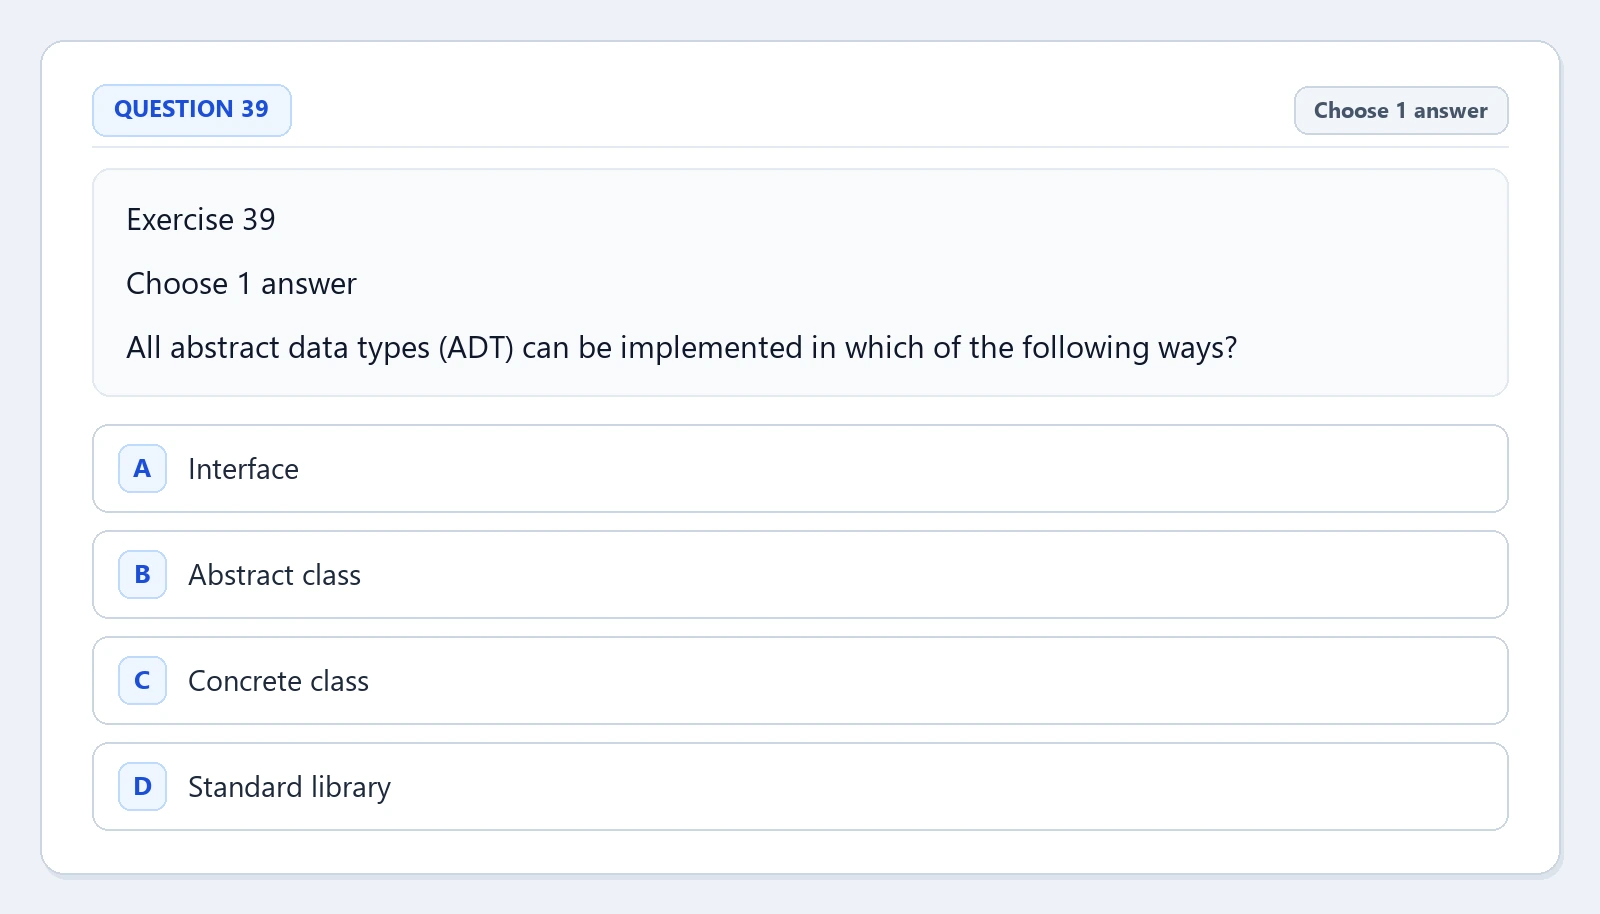 QUESTION 39
Choose 1 answer
Exercise 39
Choose 1 answer
All abstract data types (ADT) can be implemented in which of the following ways?
A Interface
B Abstract class
C Concrete class
D Standard library